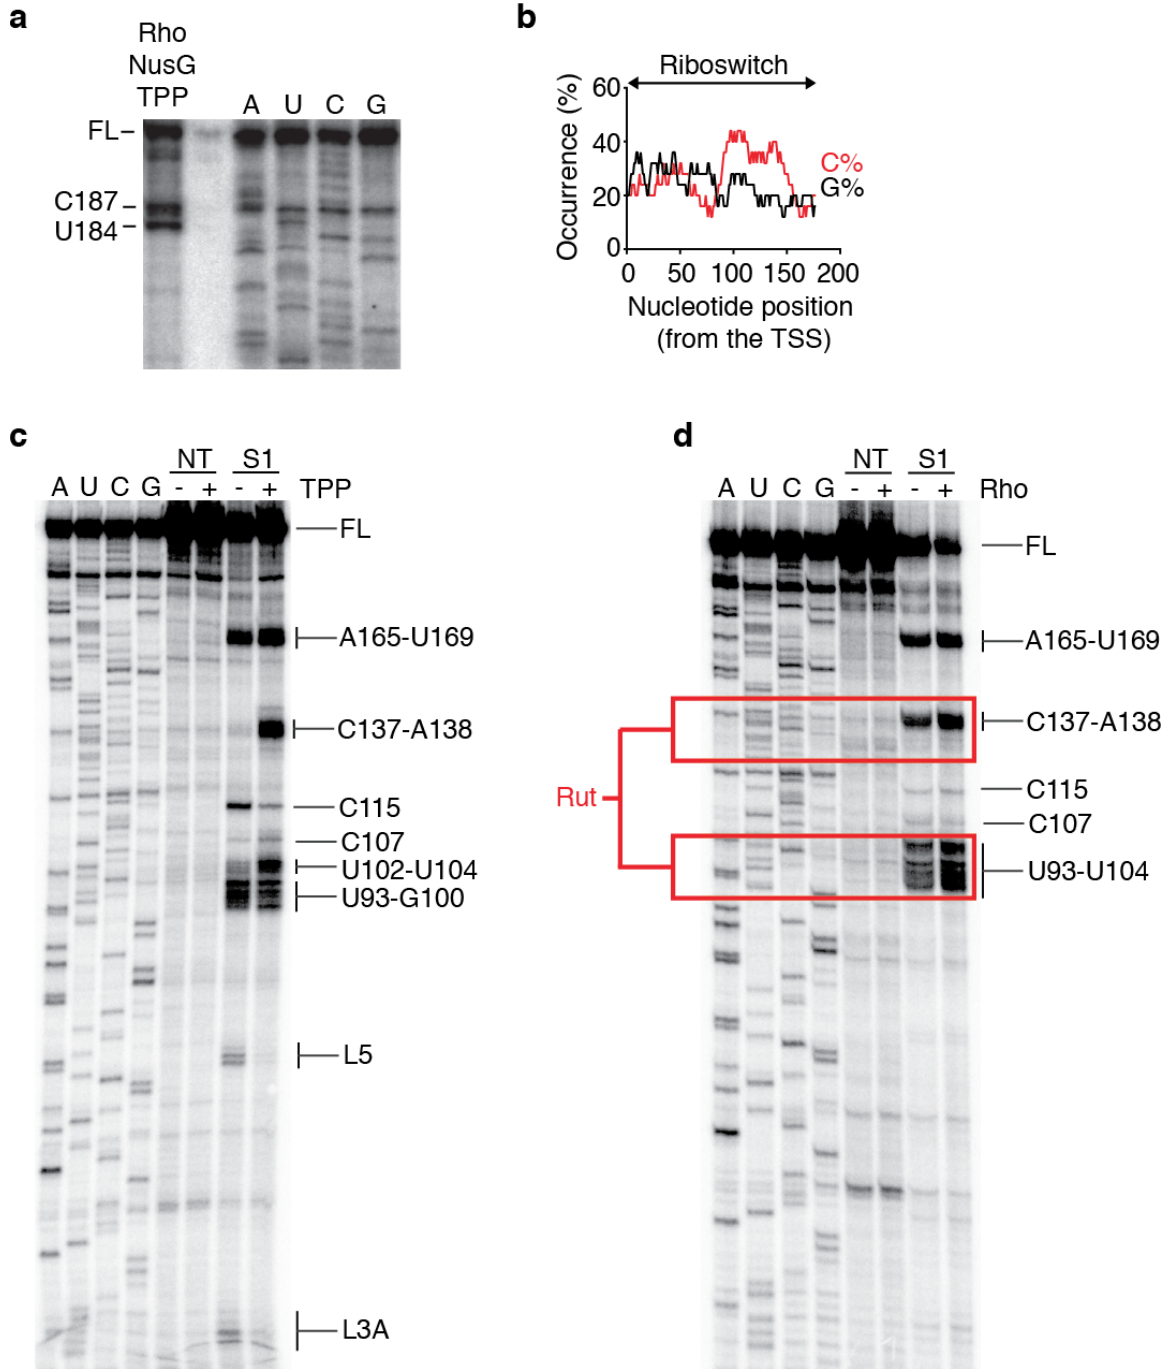 a
Rho
NusG
TPP
A U C G
FL
C187
U184
b
Riboswitch
Occurrence (%)
60
40
20
0
C%
G%
0 50 100 150 200
Nucleotide position
(from the TSS)
c
NT S1
A U C G - + - + TPP
FL
A165-U169
C137-A138
C115
C107
U102-U104
U93-G100
L5
L3A
d
NT S1
A U C G - + - + Rho
FL
A165-U169
C137-A138
Rut
C115
C107
U93-U104